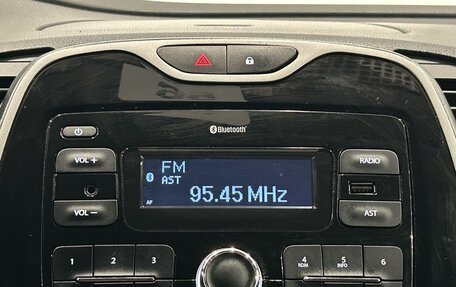 Bluetooth
VOL +
FM
AST
95.45 MHz
AF
RADIO
VOL −
AST
1 2 3
4 RDM
5 INFO
6